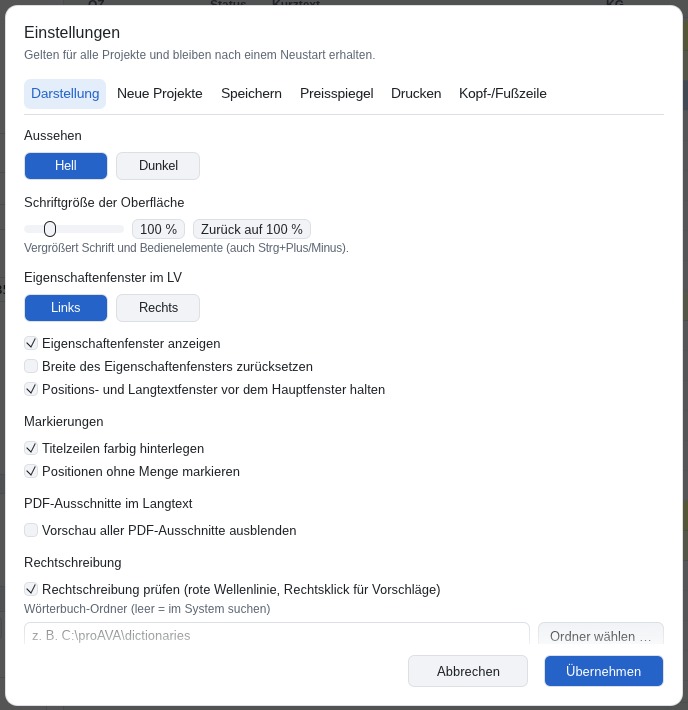 OZ Status Kurztext KG
Einstellungen
Gelten für alle Projekte und bleiben nach einem Neustart erhalten.
Darstellung Neue Projekte Speichern Preisspiegel Drucken Kopf-/Fußzeile
Aussehen
Hell Dunkel
Schriftgröße der Oberfläche
100 % Zurück auf 100 %
Vergrößert Schrift und Bedienelemente (auch Strg+Plus/Minus).
Eigenschaftenfenster im LV
Links Rechts
Eigenschaftenfenster anzeigen
Breite des Eigenschaftenfensters zurücksetzen
Positions- und Langtextfenster vor dem Hauptfenster halten
Markierungen
Titelzeilen farbig hinterlegen
Positionen ohne Menge markieren
PDF-Ausschnitte im Langtext
Vorschau aller PDF-Ausschnitte ausblenden
Rechtschreibung
Rechtschreibung prüfen (rote Wellenlinie, Rechtsklick für Vorschläge)
Wörterbuch-Ordner (leer = im System suchen)
z. B. C:\proAVA\dictionaries Ordner wählen …
Abbrechen Übernehmen